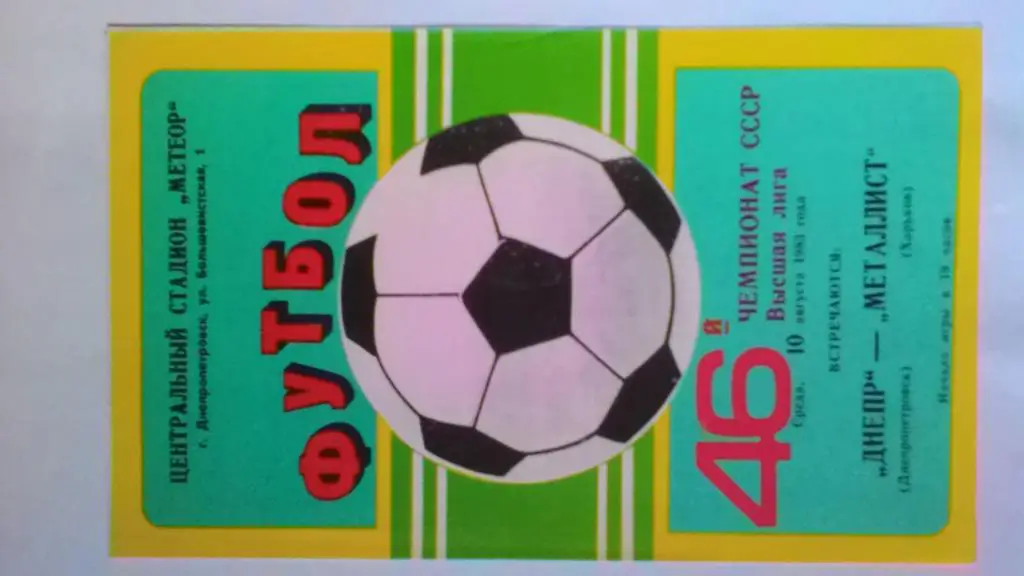 ЦЕНТРАЛЬНЫЙ СТАДИОН „МЕТЕОР“
г. Днепропетровск, ул. Большевистская, 1
ФУТБОЛ
46-й ЧЕМПИОНАТ СССР
Высшая лига
Среда, 10 августа 1983 года
ВСТРЕЧАЮТСЯ:
„ДНЕПР“ — „МЕТАЛЛИСТ“
(Днепропетровск) (Харьков)
Начало игры в 19 часов